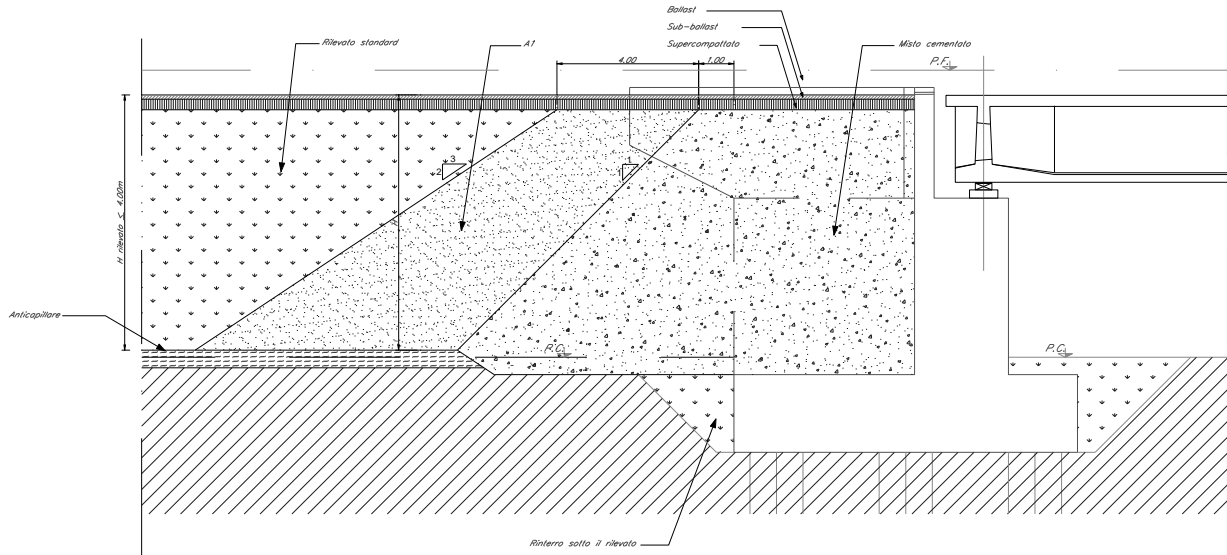 Ballast
Sub-ballast
Supercompattato
Rilevato standard
A1
Misto cementato
4.00
1.00
P.F.
3
2
1
1
H rilevato ≤ 4.00m
H
Anticapillare
P.C.
P.C.
Rinterro sotto il rilevato